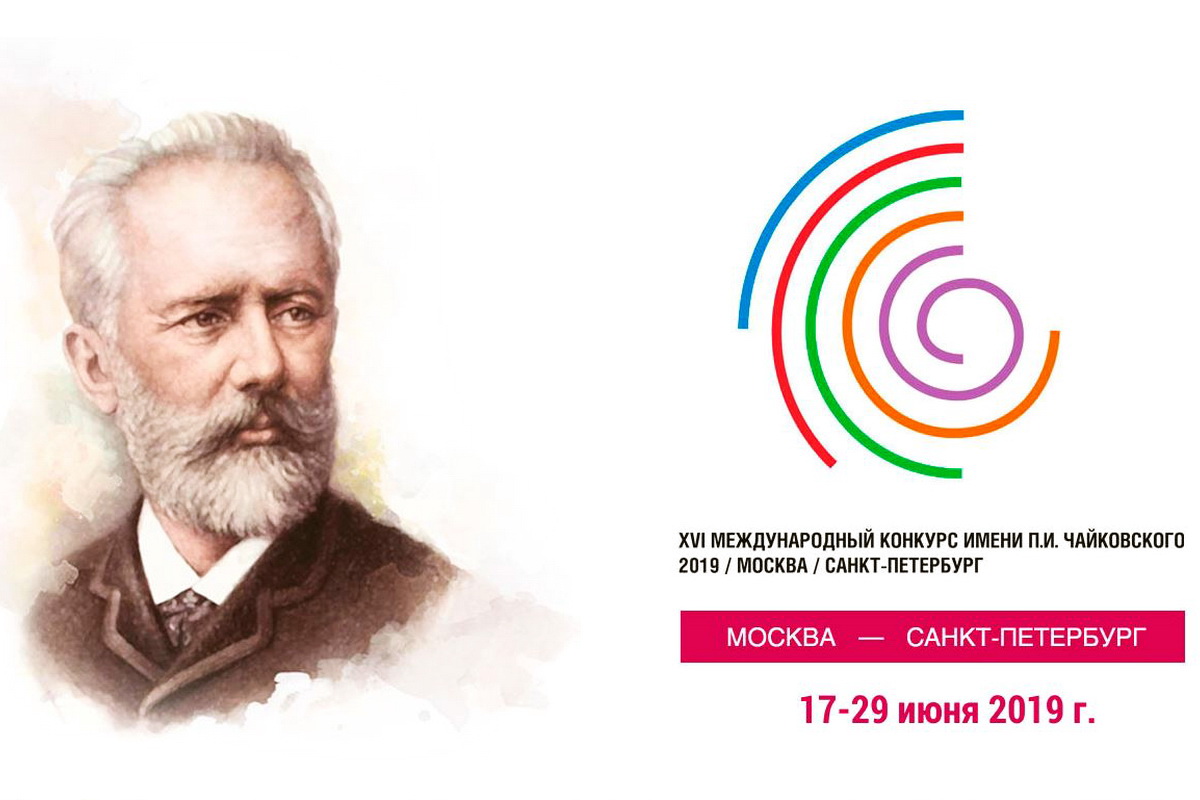 XVI МЕЖДУНАРОДНЫЙ КОНКУРС ИМЕНИ П.И. ЧАЙКОВСКОГО
2019 / МОСКВА / САНКТ-ПЕТЕРБУРГ
МОСКВА — САНКТ-ПЕТЕРБУРГ
17-29 июня 2019 г.